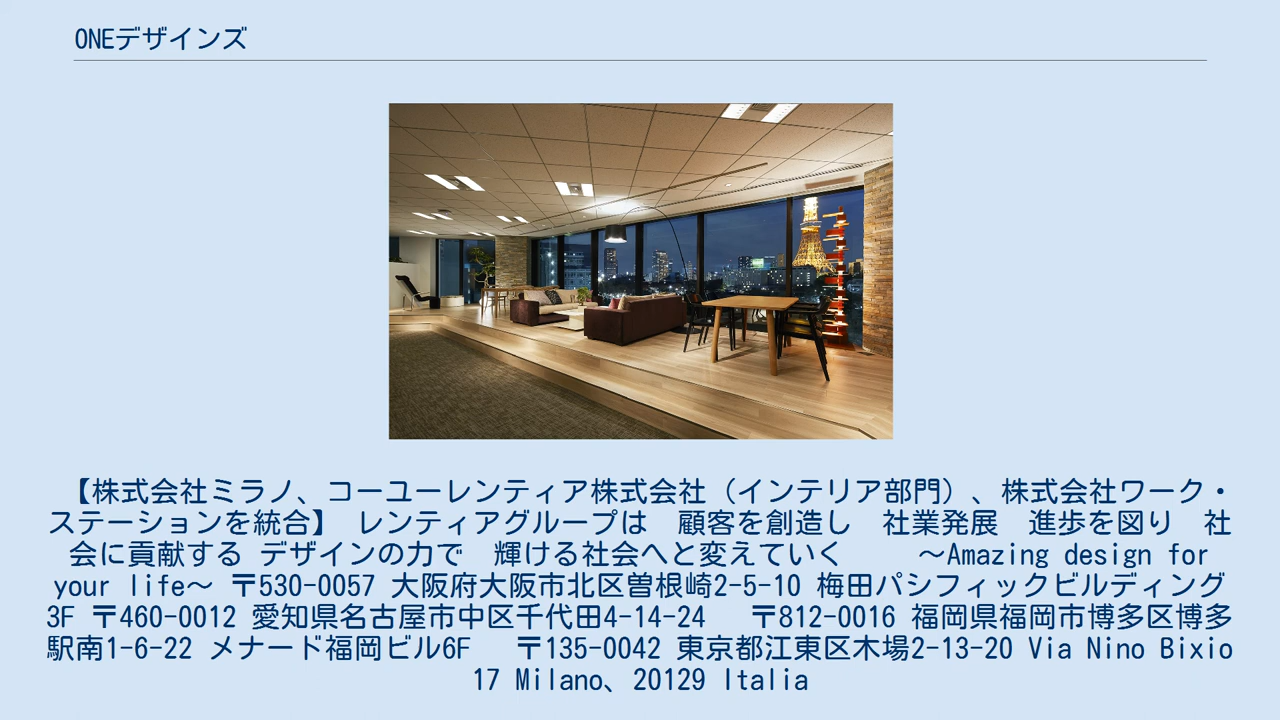 ONEデザインズ
【株式会社ミラノ、コーユーレンティア株式会社（インテリア部門）、株式会社ワーク・
ステーションを統合】 レンティアグループは　顧客を創造し　社業発展　進歩を図り　社
会に貢献する デザインの力で　輝ける社会へと変えていく　　　～Amazing design for
your life～ 〒530-0057 大阪府大阪市北区曽根崎2-5-10 梅田パシフィックビルディング
3F 〒460-0012 愛知県名古屋市中区千代田4-14-24　 〒812-0016 福岡県福岡市博多区博多
駅南1-6-22 メナード福岡ビル6F　 〒135-0042 東京都江東区木場2-13-20 Via Nino Bixio
17 Milano、20129 Italia